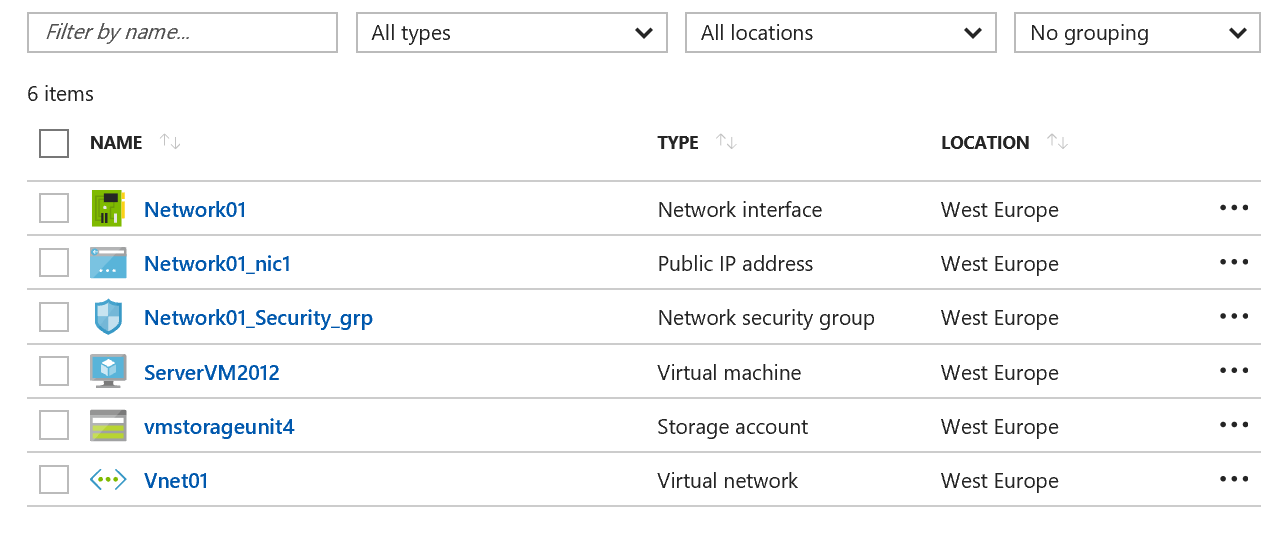 Filter by name... All types All locations No grouping
6 items
NAME TYPE LOCATION
Network01 Network interface West Europe
Network01_nic1 Public IP address West Europe
Network01_Security_grp Network security group West Europe
ServerVM2012 Virtual machine West Europe
vmstorageunit4 Storage account West Europe
Vnet01 Virtual network West Europe